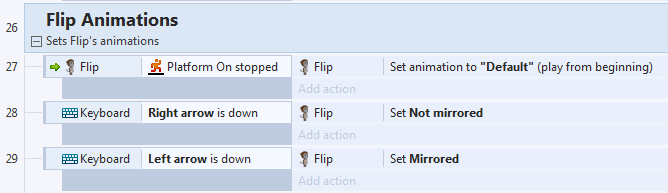 26
Flip Animations
Sets Flip's animations
27
Flip
Platform On stopped
Flip
Set animation to "Default" (play from beginning)
Add action
28
Keyboard
Right arrow is down
Flip
Set Not mirrored
Add action
29
Keyboard
Left arrow is down
Flip
Set Mirrored
Add action